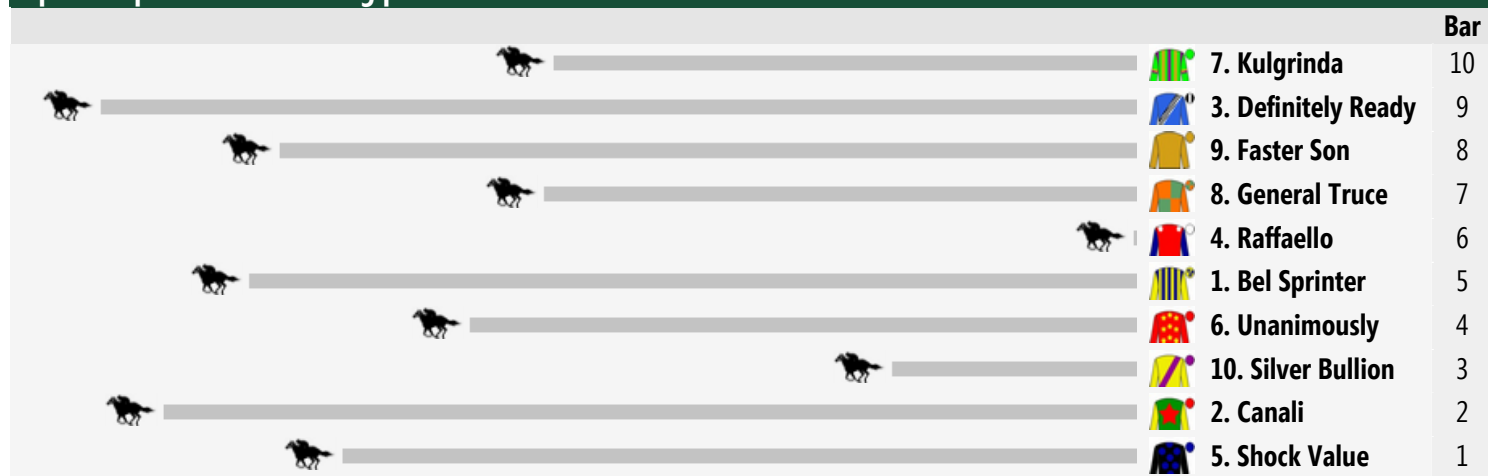 Bar
7. Kulgrinda 10
3. Definitely Ready 9
9. Faster Son 8
8. General Truce 7
4. Raffaello 6
1. Bel Sprinter 5
6. Unanimously 4
10. Silver Bullion 3
2. Canali 2
5. Shock Value 1